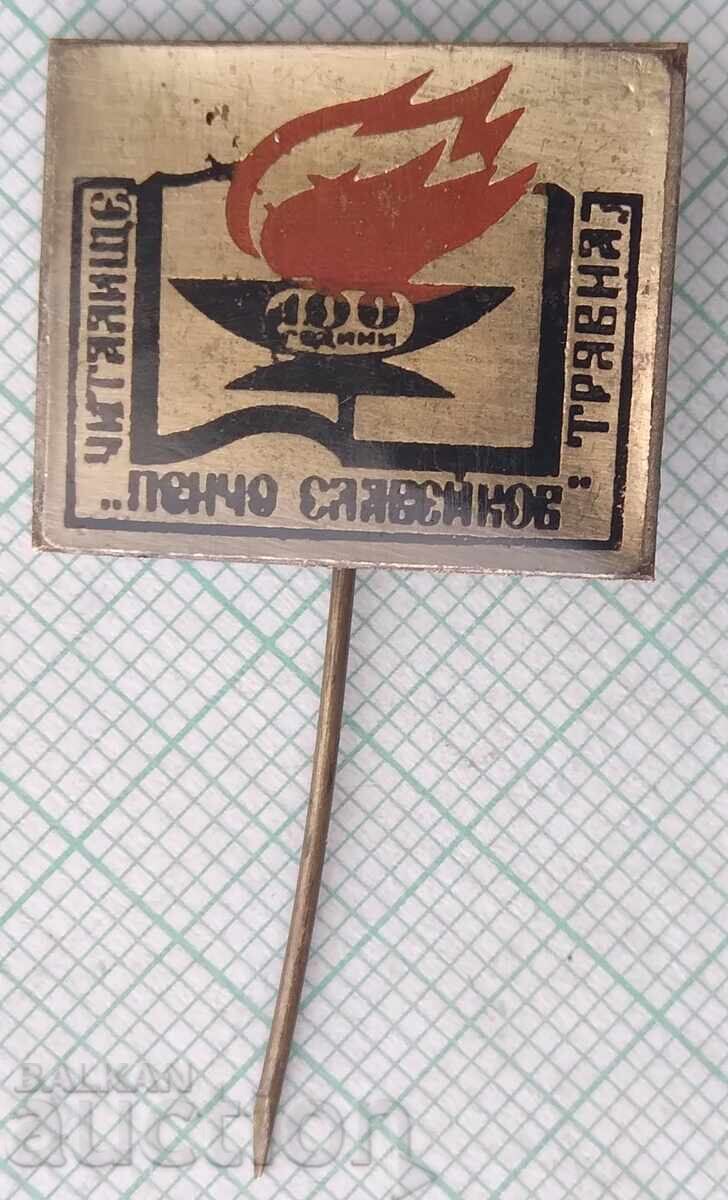 ЧИТАЛИЩЕ
„ПЕНЧО СЛАВЕЙКОВ"
ТРЯВНА
100
ГОДИНИ
BALKAN
auction